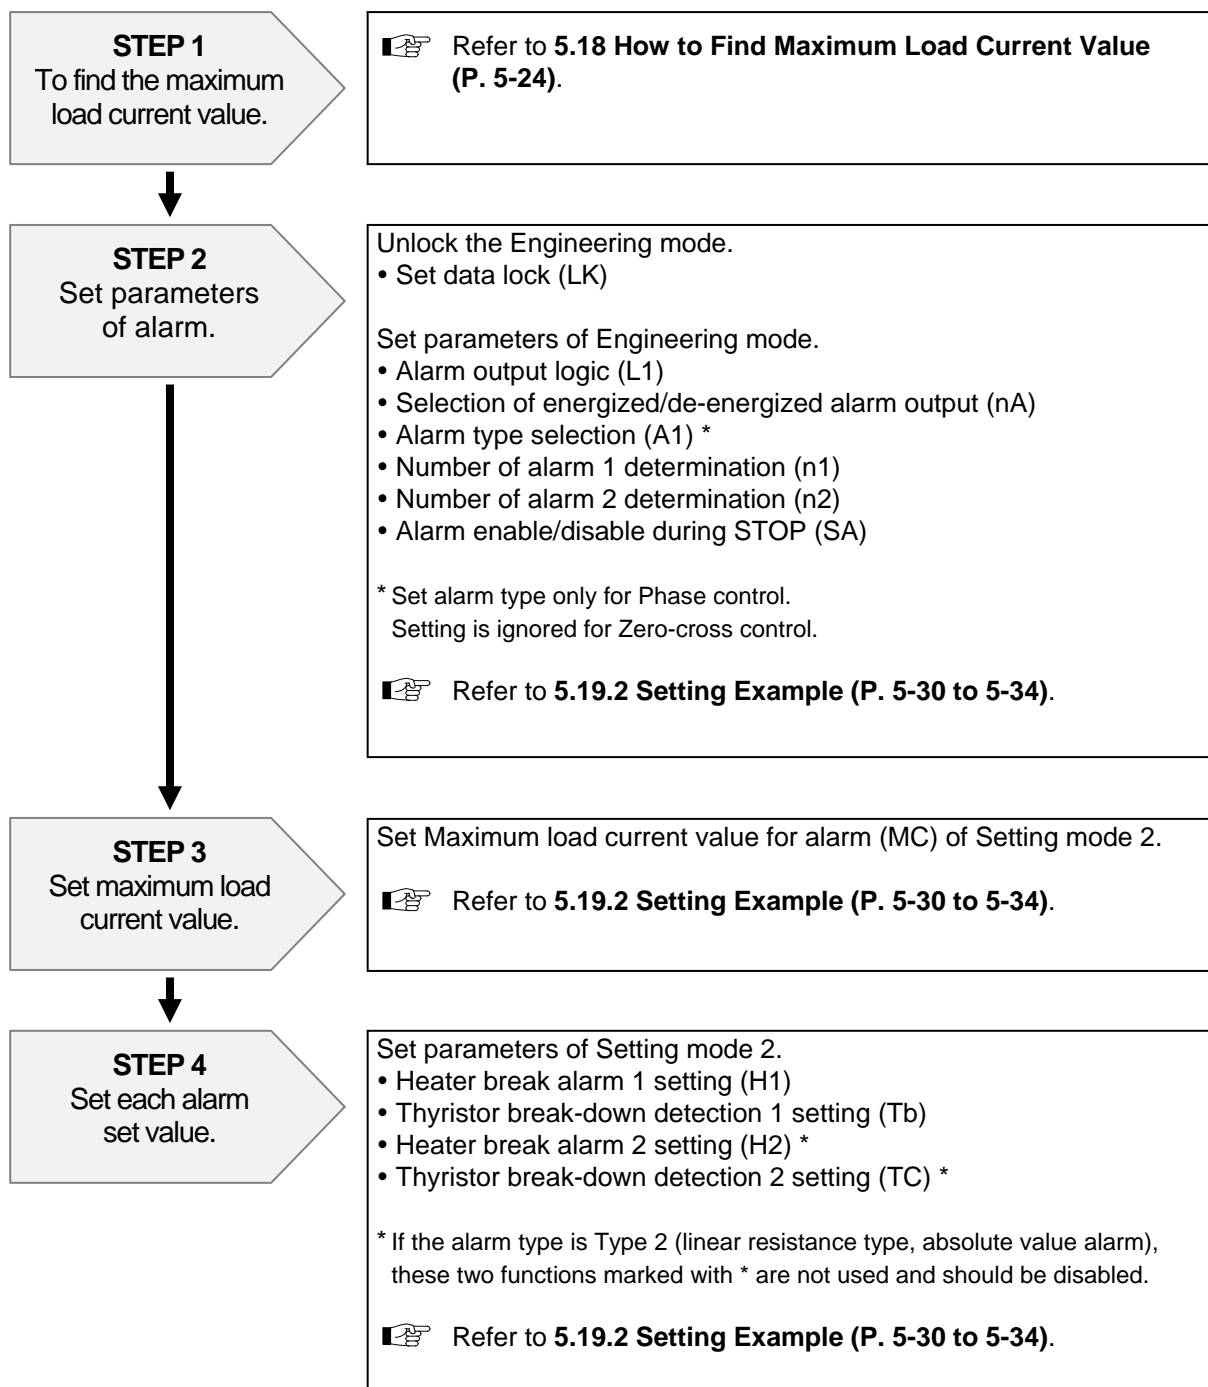 STEP 1
To find the maximum
load current value.
Refer to 5.18 How to Find Maximum Load Current Value
(P. 5-24).
STEP 2
Set parameters
of alarm.
Unlock the Engineering mode.
• Set data lock (LK)
Set parameters of Engineering mode.
• Alarm output logic (L1)
• Selection of energized/de-energized alarm output (nA)
• Alarm type selection (A1) *
• Number of alarm 1 determination (n1)
• Number of alarm 2 determination (n2)
• Alarm enable/disable during STOP (SA)
* Set alarm type only for Phase control.
Setting is ignored for Zero-cross control.
Refer to 5.19.2 Setting Example (P. 5-30 to 5-34).
STEP 3
Set maximum load
current value.
Set Maximum load current value for alarm (MC) of Setting mode 2.
Refer to 5.19.2 Setting Example (P. 5-30 to 5-34).
STEP 4
Set each alarm
set value.
Set parameters of Setting mode 2.
• Heater break alarm 1 setting (H1)
• Thyristor break-down detection 1 setting (Tb)
• Heater break alarm 2 setting (H2) *
• Thyristor break-down detection 2 setting (TC) *
* If the alarm type is Type 2 (linear resistance type, absolute value alarm),
these two functions marked with * are not used and should be disabled.
Refer to 5.19.2 Setting Example (P. 5-30 to 5-34).